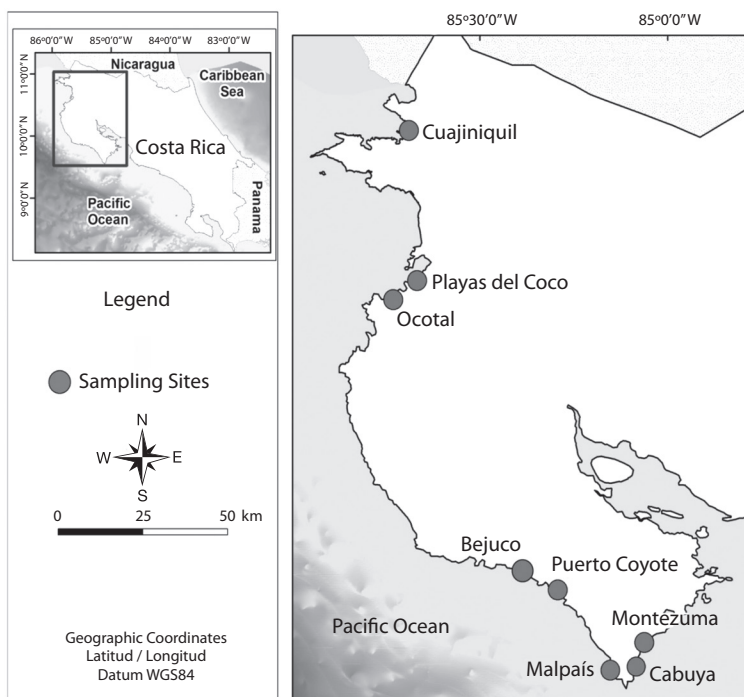 86°0'0"W 85°0'0"W 84°0'0"W 83°0'0"W
11°0'0"N
10°0'0"N
9°0'0"N
Nicaragua
Caribbean
Sea
Costa Rica
Pacific
Ocean
Panama
Legend
Sampling Sites
N
W E
S
0 25 50 km
Geographic Coordinates
Latitud / Longitud
Datum WGS84
85°30'0"W 85°0'0"W
Cuajiniquil
Playas del Coco
Ocotal
Bejuco
Puerto Coyote
Pacific Ocean
Montezuma
Malpaís
Cabuya